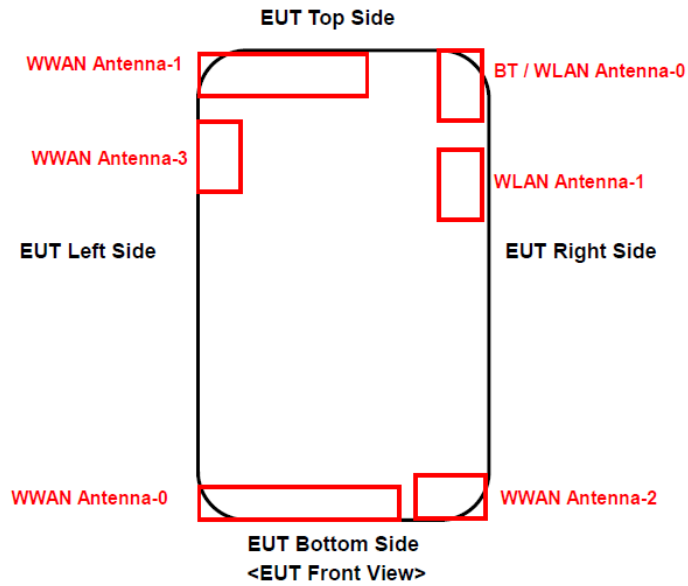 EUT Top Side
WWAN Antenna-1
BT / WLAN Antenna-0
WWAN Antenna-3
WLAN Antenna-1
EUT Left Side
EUT Right Side
WWAN Antenna-0
WWAN Antenna-2
EUT Bottom Side
<EUT Front View>